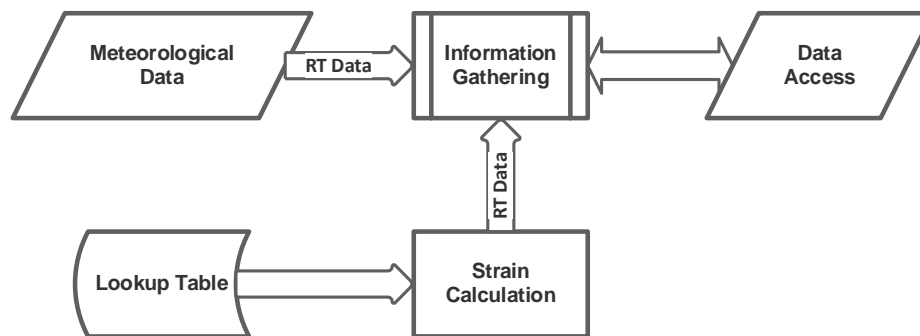 Meteorological
Data
RT Data
Information
Gathering
Data
Access
RT Data
Lookup Table
Strain
Calculation